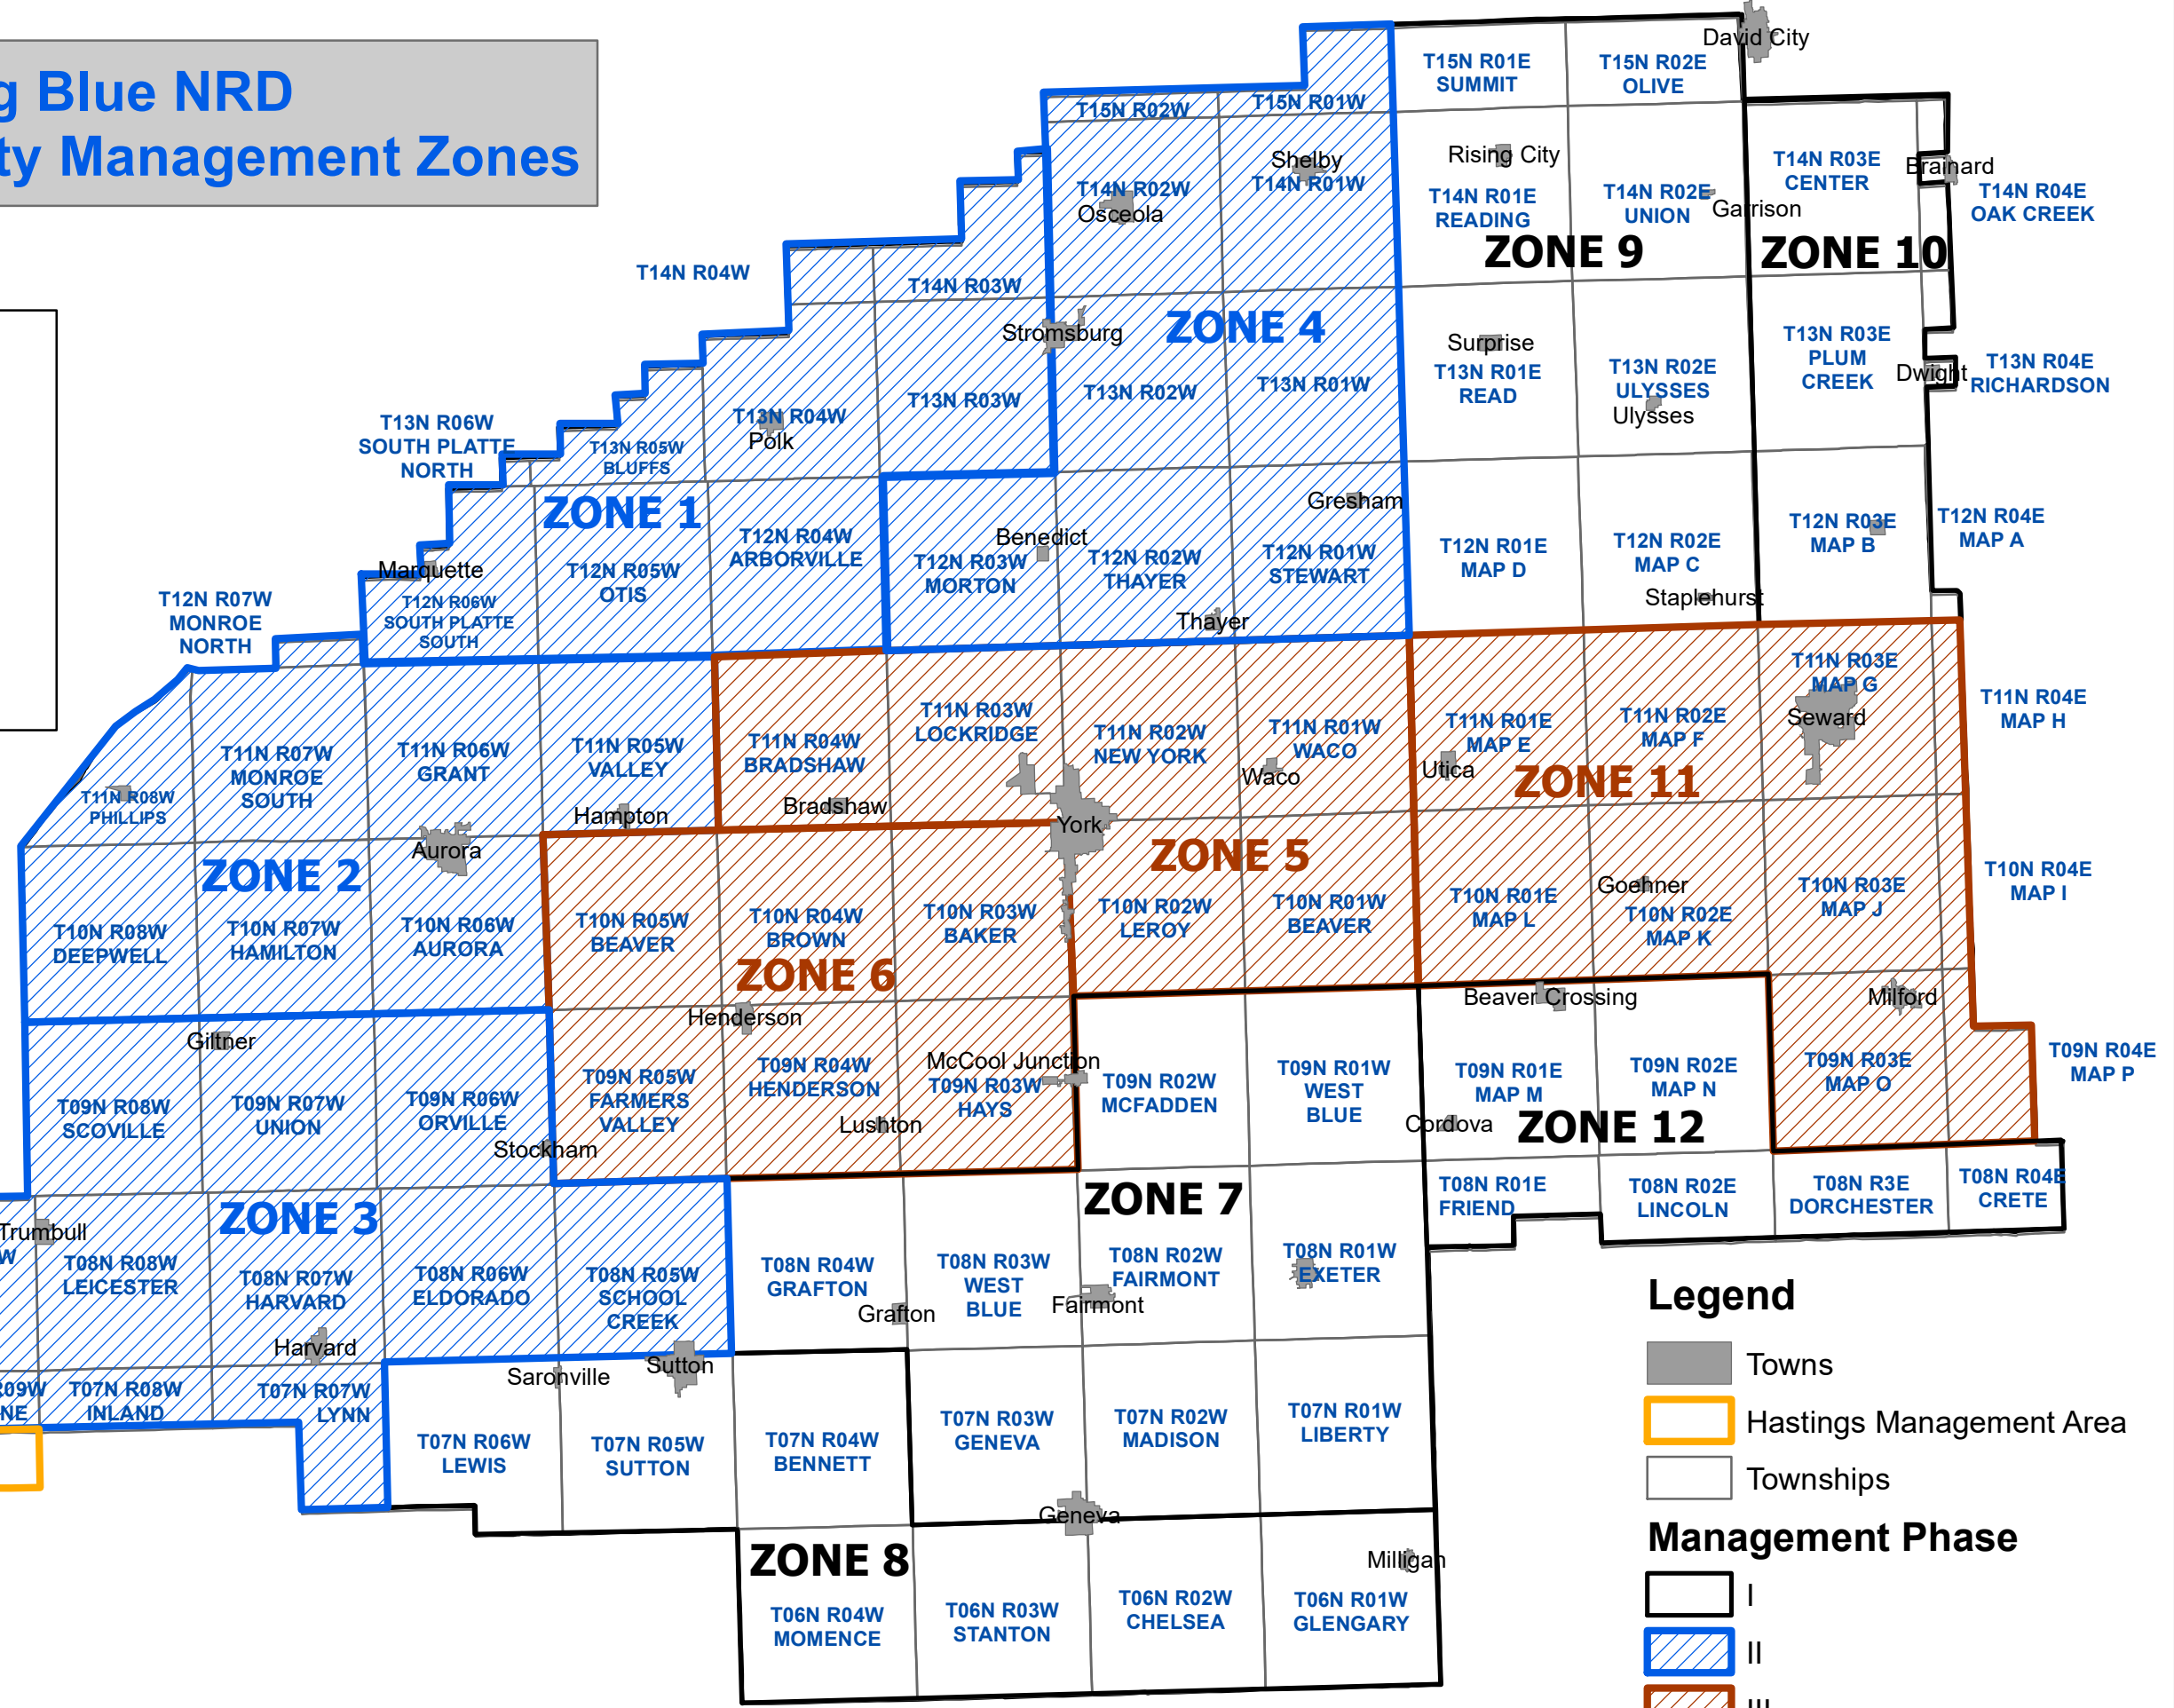 g Blue NRD
ty Management Zones
David City
T15N R01E
SUMMIT
T15N R02E
OLIVE
T15N R02W
T15N R01W
Rising City
T14N R01E
READING
T14N R02E
UNION
Garrison
T14N R03E
CENTER
Brainard
T14N R04E
OAK CREEK
Shelby
T14N R01W
T14N R02W
Osceola
ZONE 9
ZONE 10
T14N R04W
T14N R03W
Stromsburg
ZONE 4
Surprise
T13N R01E
READ
T13N R02E
ULYSSES
Ulysses
T13N R03E
PLUM
CREEK
Dwight
T13N R04E
RICHARDSON
T13N R06W
SOUTH PLATTE
NORTH
T13N R05W
BLUFFS
T13N R04W
Polk
T13N R03W
T13N R02W
T13N R01W
ZONE 1
Gresham
Benedict
T12N R04W
ARBORVILLE
T12N R03W
MORTON
T12N R02W
THAYER
T12N R01W
STEWART
T12N R01E
MAP D
T12N R02E
MAP C
T12N R03E
MAP B
T12N R04E
MAP A
Marquette
T12N R05W
OTIS
T12N R06W
SOUTH PLATTE
SOUTH
T12N R07W
MONROE
NORTH
Thayer
Staplehurst
T11N R03E
MAP G
Seward
T11N R04E
MAP H
T11N R08W
PHILLIPS
T11N R07W
MONROE
SOUTH
T11N R06W
GRANT
T11N R05W
VALLEY
Hampton
T11N R04W
BRADSHAW
Bradshaw
T11N R03W
LOCKRIDGE
T11N R02W
NEW YORK
T11N R01W
WACO
Waco
T11N R01E
MAP E
Utica
T11N R02E
MAP F
ZONE 11
Aurora
York
ZONE 2
ZONE 5
T10N R08W
DEEPWELL
T10N R07W
HAMILTON
T10N R06W
AURORA
T10N R05W
BEAVER
T10N R04W
BROWN
T10N R03W
BAKER
T10N R02W
LEROY
T10N R01W
BEAVER
T10N R01E
MAP L
Goehner
T10N R02E
MAP K
T10N R03E
MAP J
T10N R04E
MAP I
ZONE 6
Henderson
Giltner
Beaver Crossing
Milford
McCool Junction
T09N R08W
SCOVILLE
T09N R07W
UNION
T09N R06W
ORVILLE
Stockham
T09N R05W
FARMERS
VALLEY
T09N R04W
HENDERSON
Lushton
T09N R03W
HAYS
T09N R02W
MCFADDEN
T09N R01W
WEST
BLUE
T09N R01E
MAP M
Cordova
T09N R02E
MAP N
ZONE 12
T09N R03E
MAP O
T09N R04E
MAP P
ZONE 3
ZONE 7
T08N R01E
FRIEND
T08N R02E
LINCOLN
T08N R3E
DORCHESTER
T08N R04E
CRETE
Trumbull
W
T08N R08W
LEICESTER
T08N R07W
HARVARD
Harvard
T08N R06W
ELDORADO
T08N R05W
SCHOOL
CREEK
T08N R04W
GRAFTON
Grafton
T08N R03W
WEST
BLUE
T08N R02W
FAIRMONT
Fairmont
T08N R01W
EXETER
Saronville
Sutton
R09W
NE
T07N R08W
INLAND
T07N R07W
LYNN
T07N R06W
LEWIS
T07N R05W
SUTTON
T07N R04W
BENNETT
T07N R03W
GENEVA
T07N R02W
MADISON
T07N R01W
LIBERTY
Geneva
ZONE 8
Milligan
T06N R04W
MOMENCE
T06N R03W
STANTON
T06N R02W
CHELSEA
T06N R01W
GLENGARY
Legend
Towns
Hastings Management Area
Townships
Management Phase
I
II
III